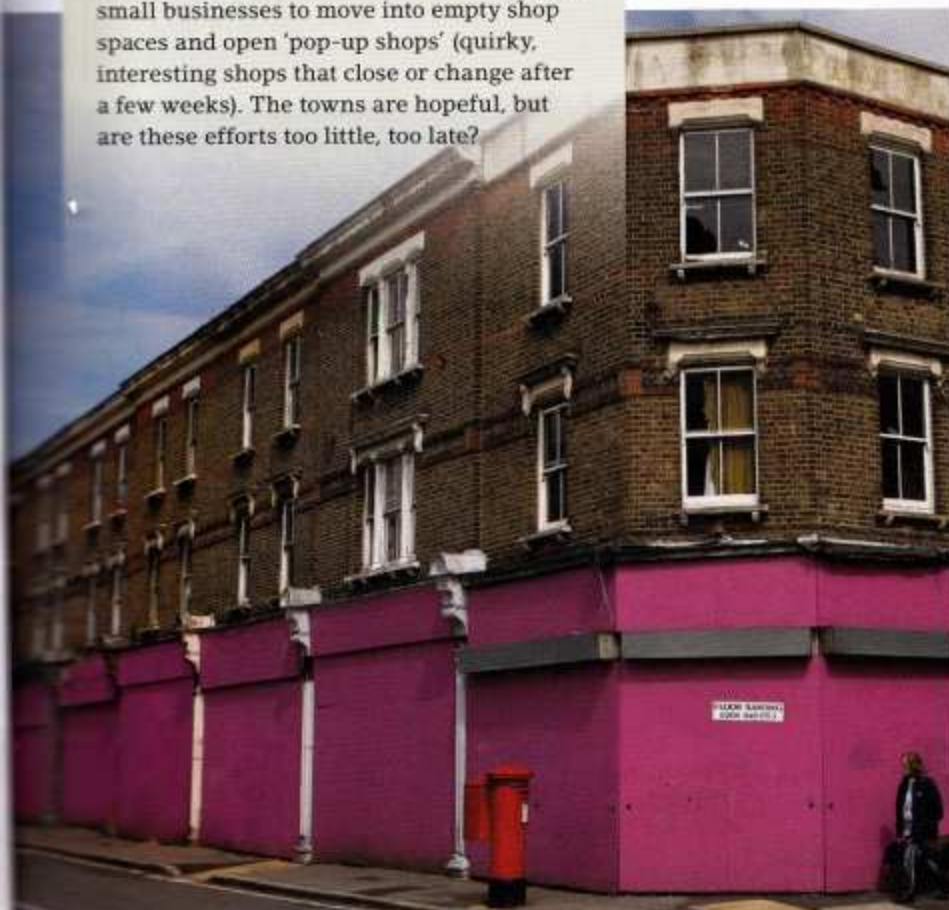 small businesses to move into empty shop
spaces and open ‘pop-up shops’ (quirky,
interesting shops that close or change after
a few weeks). The towns are hopeful, but
are these efforts too little, too late?